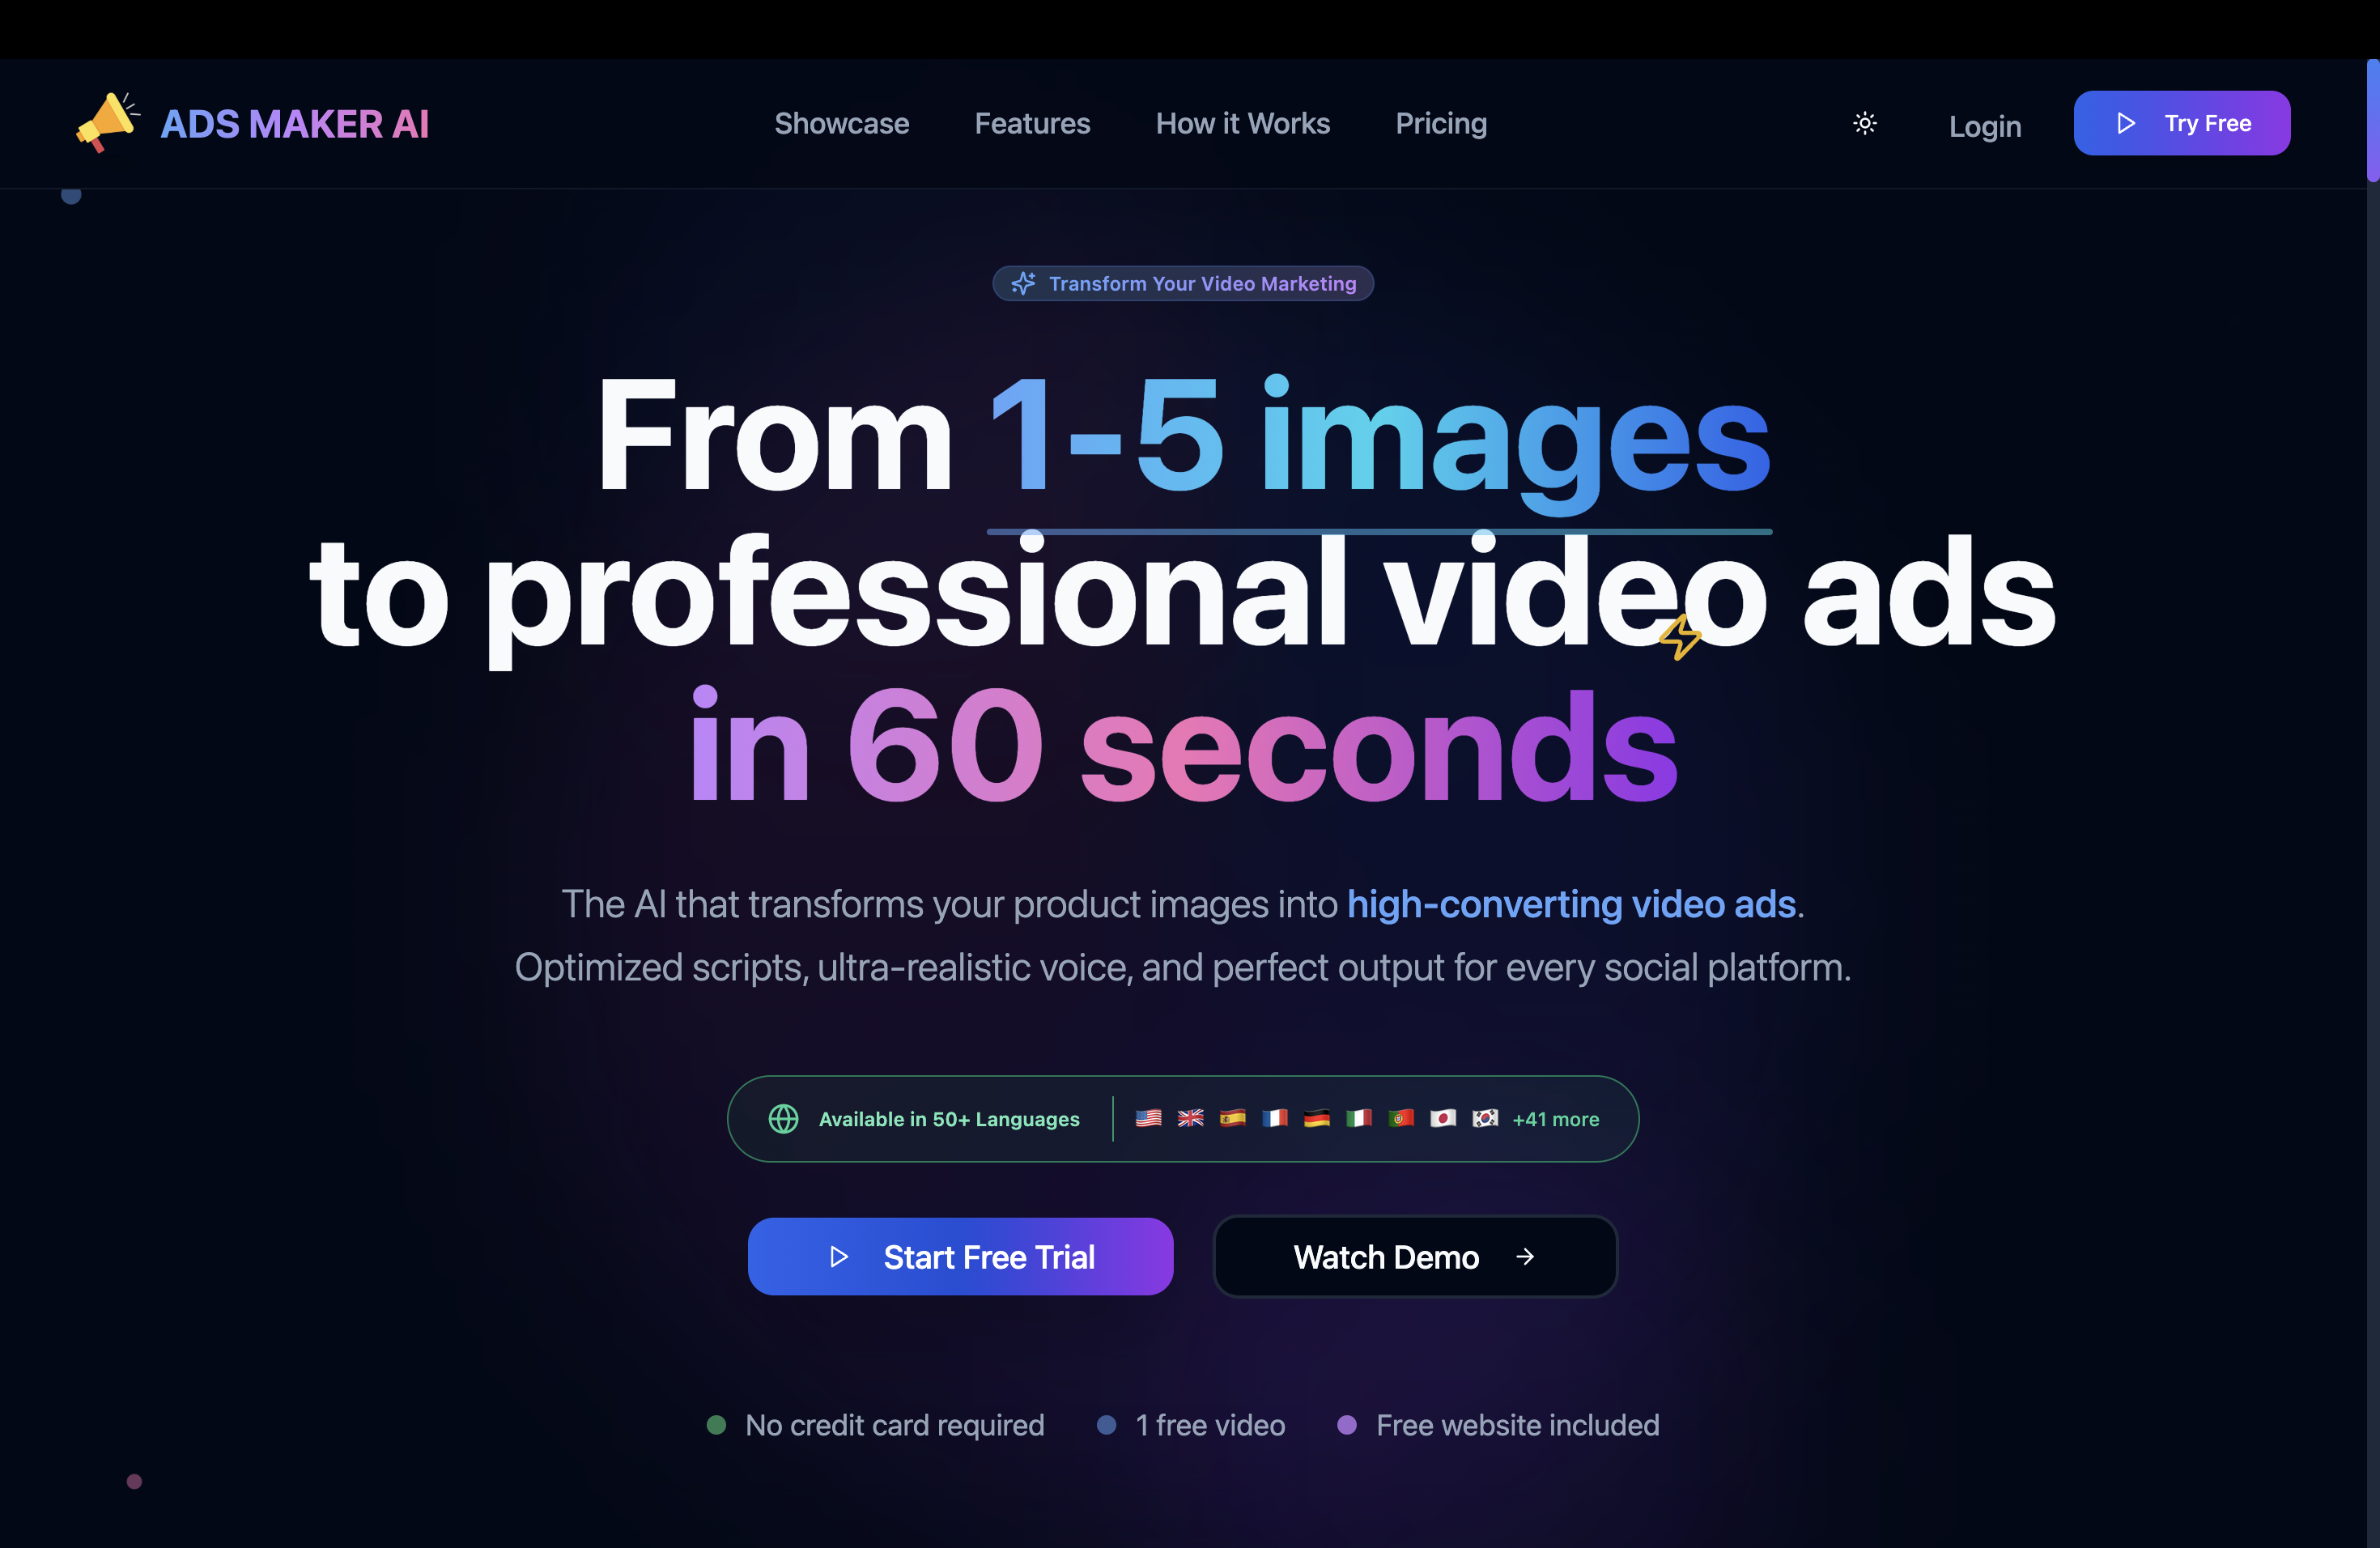 ADS MAKER AI
Showcase
Features
How it Works
Pricing
Login
Try Free
Transform Your Video Marketing
From 1-5 images
to professional video ads
in 60 seconds
The AI that transforms your product images into high-converting video ads.
Optimized scripts, ultra-realistic voice, and perfect output for every social platform.
Available in 50+ Languages
+41 more
Start Free Trial
Watch Demo
No credit card required
1 free video
Free website included